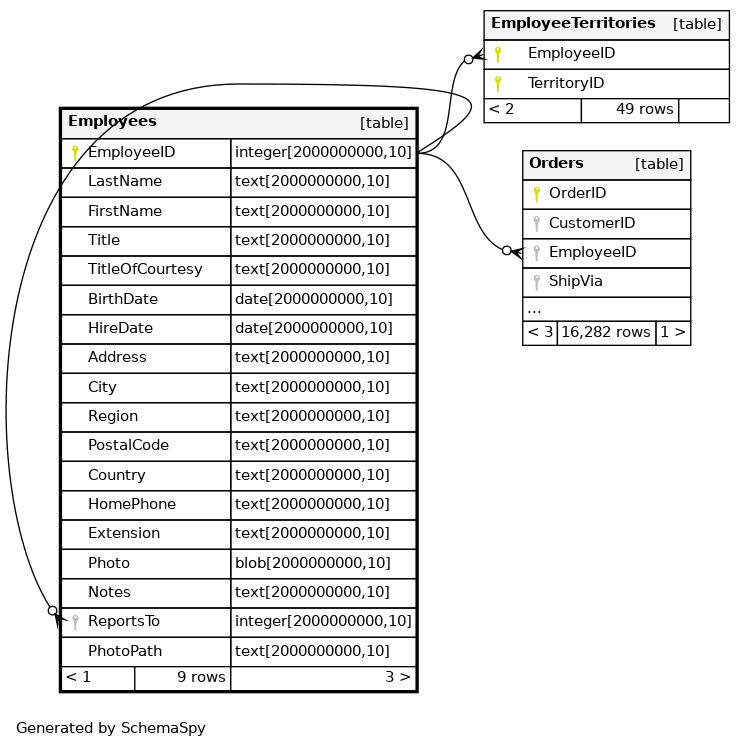 EmployeeTerritories [table]
EmployeeID
TerritoryID
< 2 49 rows
Employees [table]
EmployeeID integer[2000000000,10]
LastName text[2000000000,10]
FirstName text[2000000000,10]
Title text[2000000000,10]
TitleOfCourtesy text[2000000000,10]
BirthDate date[2000000000,10]
HireDate date[2000000000,10]
Address text[2000000000,10]
City text[2000000000,10]
Region text[2000000000,10]
PostalCode text[2000000000,10]
Country text[2000000000,10]
HomePhone text[2000000000,10]
Extension text[2000000000,10]
Photo blob[2000000000,10]
Notes text[2000000000,10]
ReportsTo integer[2000000000,10]
PhotoPath text[2000000000,10]
< 1 9 rows 3 >
Orders [table]
OrderID
CustomerID
EmployeeID
ShipVia
...
< 3 16,282 rows 1 >
Generated by SchemaSpy